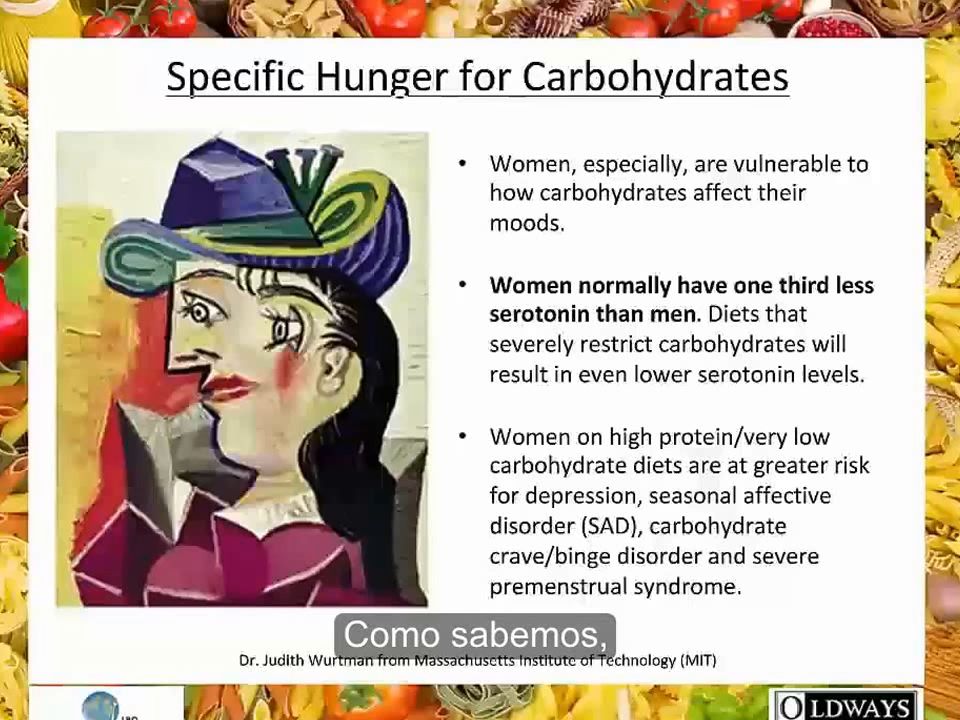 Specific Hunger for Carbohydrates
• Women, especially, are vulnerable to
how carbohydrates affect their
moods.
• Women normally have one third less
serotonin than men. Diets that
severely restrict carbohydrates will
result in even lower serotonin levels.
• Women on high protein/very low
carbohydrate diets are at greater risk
for depression, seasonal affective
disorder (SAD), carbohydrate
crave/binge disorder and severe
premenstrual syndrome.
Como sabemos,
Dr. Judith Wurtman from Massachusetts Institute of Technology (MIT)
OLDWAYS